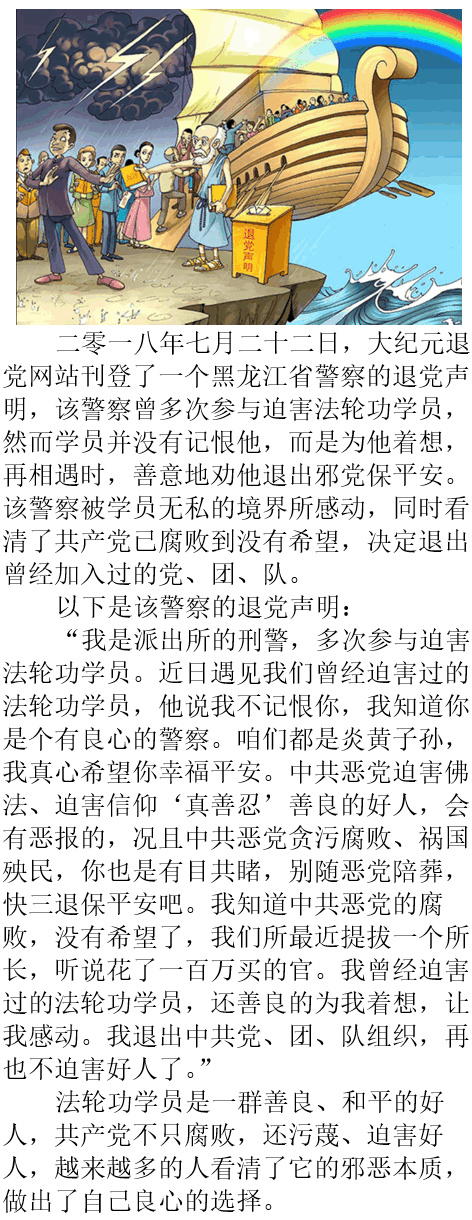 退党声明
二零一八年七月二十二日，大纪元退
党网站刊登了一个黑龙江省警察的退党声
明，该警察曾多次参与迫害法轮功学员，
然而学员并没有记恨他，而是为他着想，
再相遇时，善意地劝他退出邪党保平安。
该警察被学员无私的境界所感动，同时看
清了共产党已腐败到没有希望，决定退出
曾经加入过的党、团、队。
以下是该警察的退党声明：
“我是派出所的刑警，多次参与迫害
法轮功学员。近日遇见我们曾经迫害过的
法轮功学员，他说我不记恨你，我知道你
是个有良心的警察。咱们都是炎黄子孙，
我真心希望你幸福平安。中共恶党迫害佛
法、迫害信仰‘真善忍’善良的好人，会
有恶报的，况且中共恶党贪污腐败、祸国
殃民，你也是有目共睹，别随恶党陪葬，
快三退保平安吧。我知道中共恶党的腐
败，没有希望了，我们所最近提拔一个所
长，听说花了一百万买的官。我曾经迫害
过的法轮功学员，还善良的为我着想，让
我感动。我退出中共党、团、队组织，再
也不迫害好人了。”
法轮功学员是一群善良、和平的好
人，共产党不只腐败，还污蔑、迫害好
人，越来越多的人看清了它的邪恶本质，
做出了自己良心的选择。